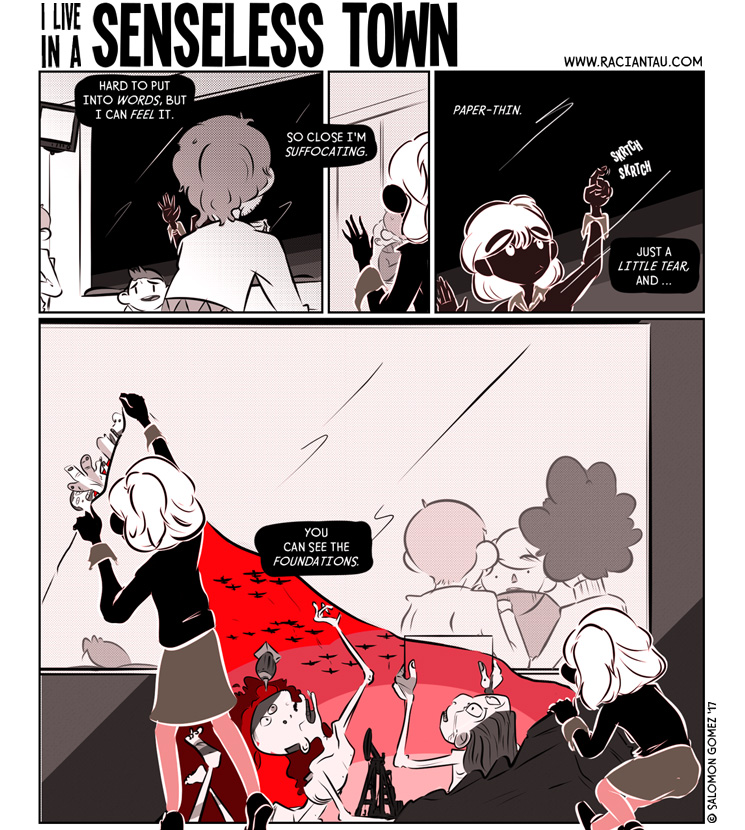 I LIVE
IN A
SENSELESS TOWN
WWW.RACIANTAU.COM
HARD TO PUT
INTO WORDS, BUT
I CAN FEEL IT.
SO CLOSE I'M
SUFFOCATING.
PAPER-THIN.
SKRTCH
SKRTCH
JUST A
LITTLE TEAR,
AND ...
YOU
CAN SEE THE
FOUNDATIONS.
© SALOMON GOMEZ '17